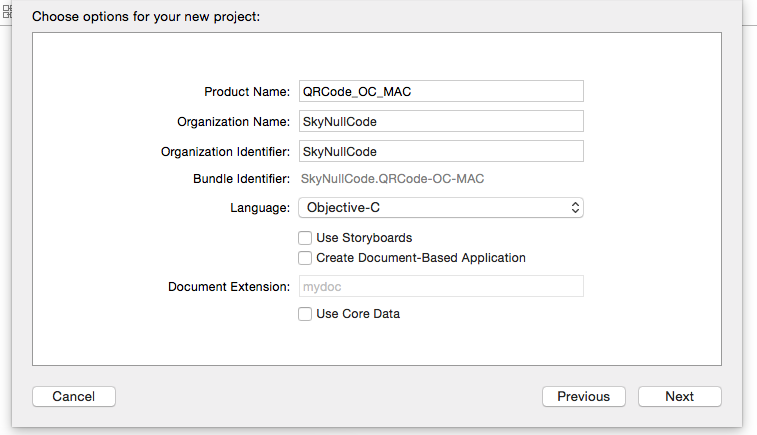 Choose options for your new project:
Product Name: QRCode_OC_MAC
Organization Name: SkyNullCode
Organization Identifier: SkyNullCode
Bundle Identifier: SkyNullCode.QRCode-OC-MAC
Language: Objective-C
Use Storyboards
Create Document-Based Application
Document Extension: mydoc
Use Core Data
Cancel Previous Next